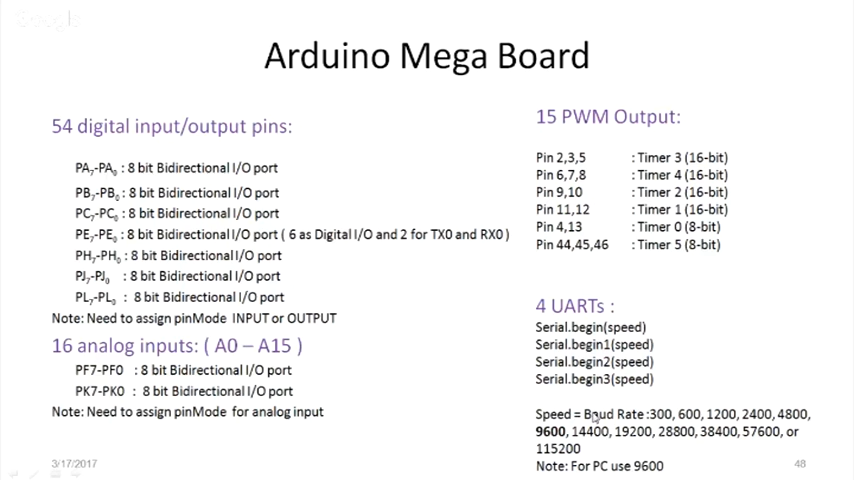 Arduino Mega Board
54 digital input/output pins:
PA7-PA0 : 8 bit Bidirectional I/O port
PB7-PB0 : 8 bit Bidirectional I/O port
PC7-PC0 : 8 bit Bidirectional I/O port
PE7-PE0 : 8 bit Bidirectional I/O port ( 6 as Digital I/O and 2 for TX0 and RX0 )
PH7-PH0 : 8 bit Bidirectional I/O port
PJ7-PJ0 : 8 bit Bidirectional I/O port
PL7-PL0 : 8 bit Bidirectional I/O port
Note: Need to assign pinMode INPUT or OUTPUT
16 analog inputs: ( A0 – A15 )
PF7-PF0 : 8 bit Bidirectional I/O port
PK7-PK0 : 8 bit Bidirectional I/O port
Note: Need to assign pinMode for analog input
15 PWM Output:
Pin 2,3,5 : Timer 3 (16-bit)
Pin 6,7,8 : Timer 4 (16-bit)
Pin 9,10 : Timer 2 (16-bit)
Pin 11,12 : Timer 1 (16-bit)
Pin 4,13 : Timer 0 (8-bit)
Pin 44,45,46 : Timer 5 (8-bit)
4 UARTs :
Serial.begin(speed)
Serial.begin1(speed)
Serial.begin2(speed)
Serial.begin3(speed)
Speed = Baud Rate :300, 600, 1200, 2400, 4800,
9600, 14400, 19200, 28800, 38400, 57600, or
115200
Note: For PC use 9600
3/17/2017
48